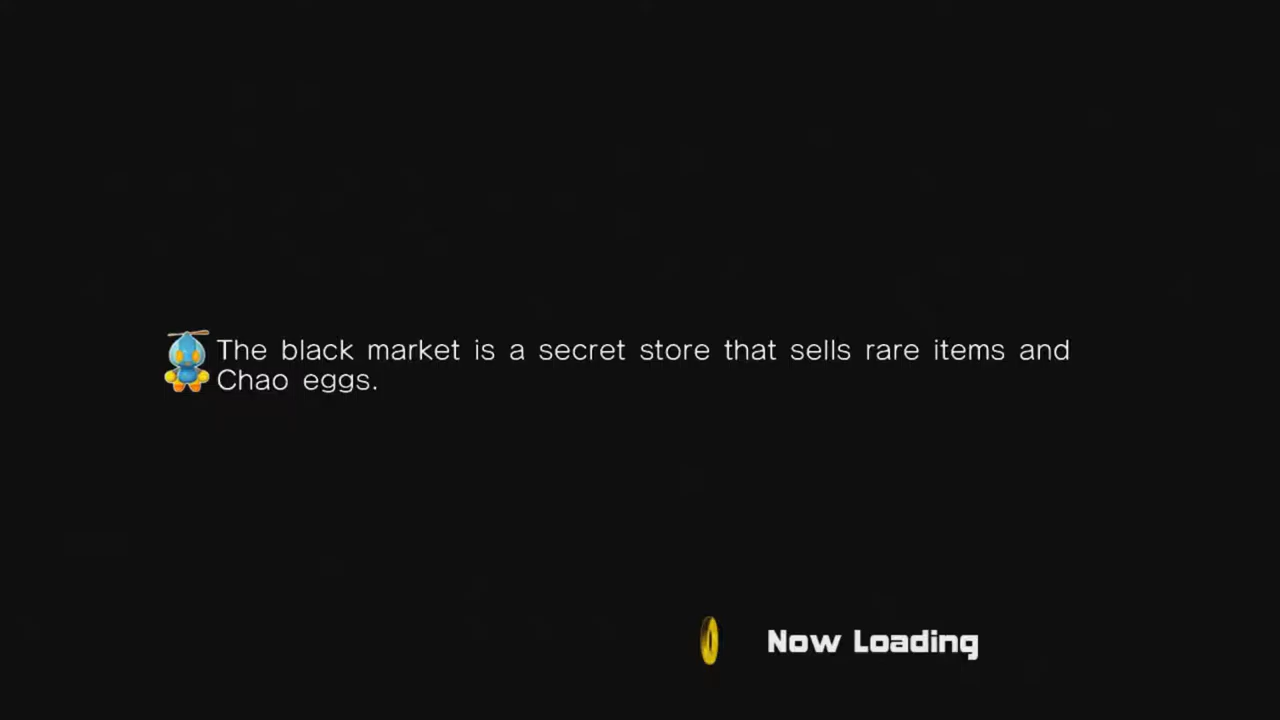 The black market is a secret store that sells rare items and
Chao eggs.
Now Loading